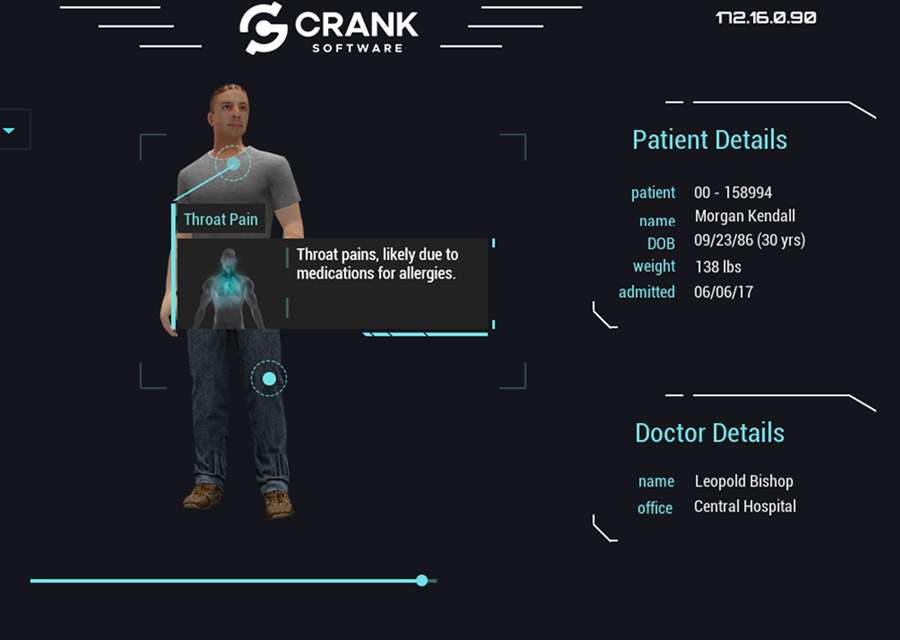 CRANK
SOFTWARE
172.16.0.90
Throat Pain
Throat pains, likely due to
medications for allergies.
Patient Details
patient 00 - 158994
name Morgan Kendall
DOB 09/23/86 (30 yrs)
weight 138 lbs
admitted 06/06/17
Doctor Details
name Leopold Bishop
office Central Hospital